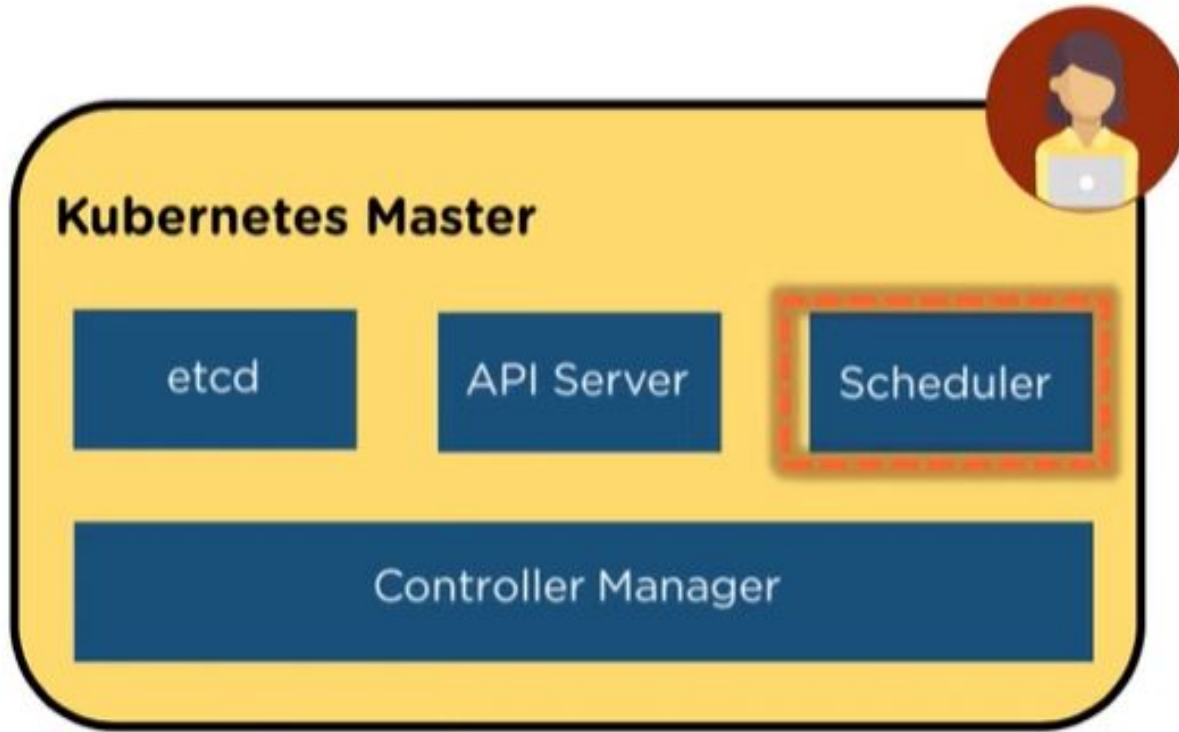 Kubernetes Master
etcd
API Server
Scheduler
Controller Manager